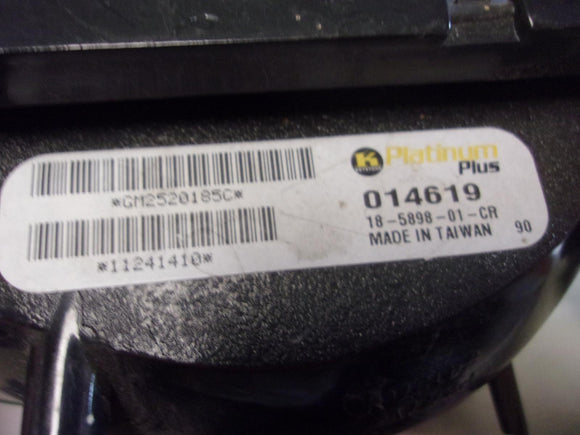 *GM2520185C*
*11241410*
K Platinum
Plus
014619
18-5898-01-CR
MADE IN TAIWAN 90